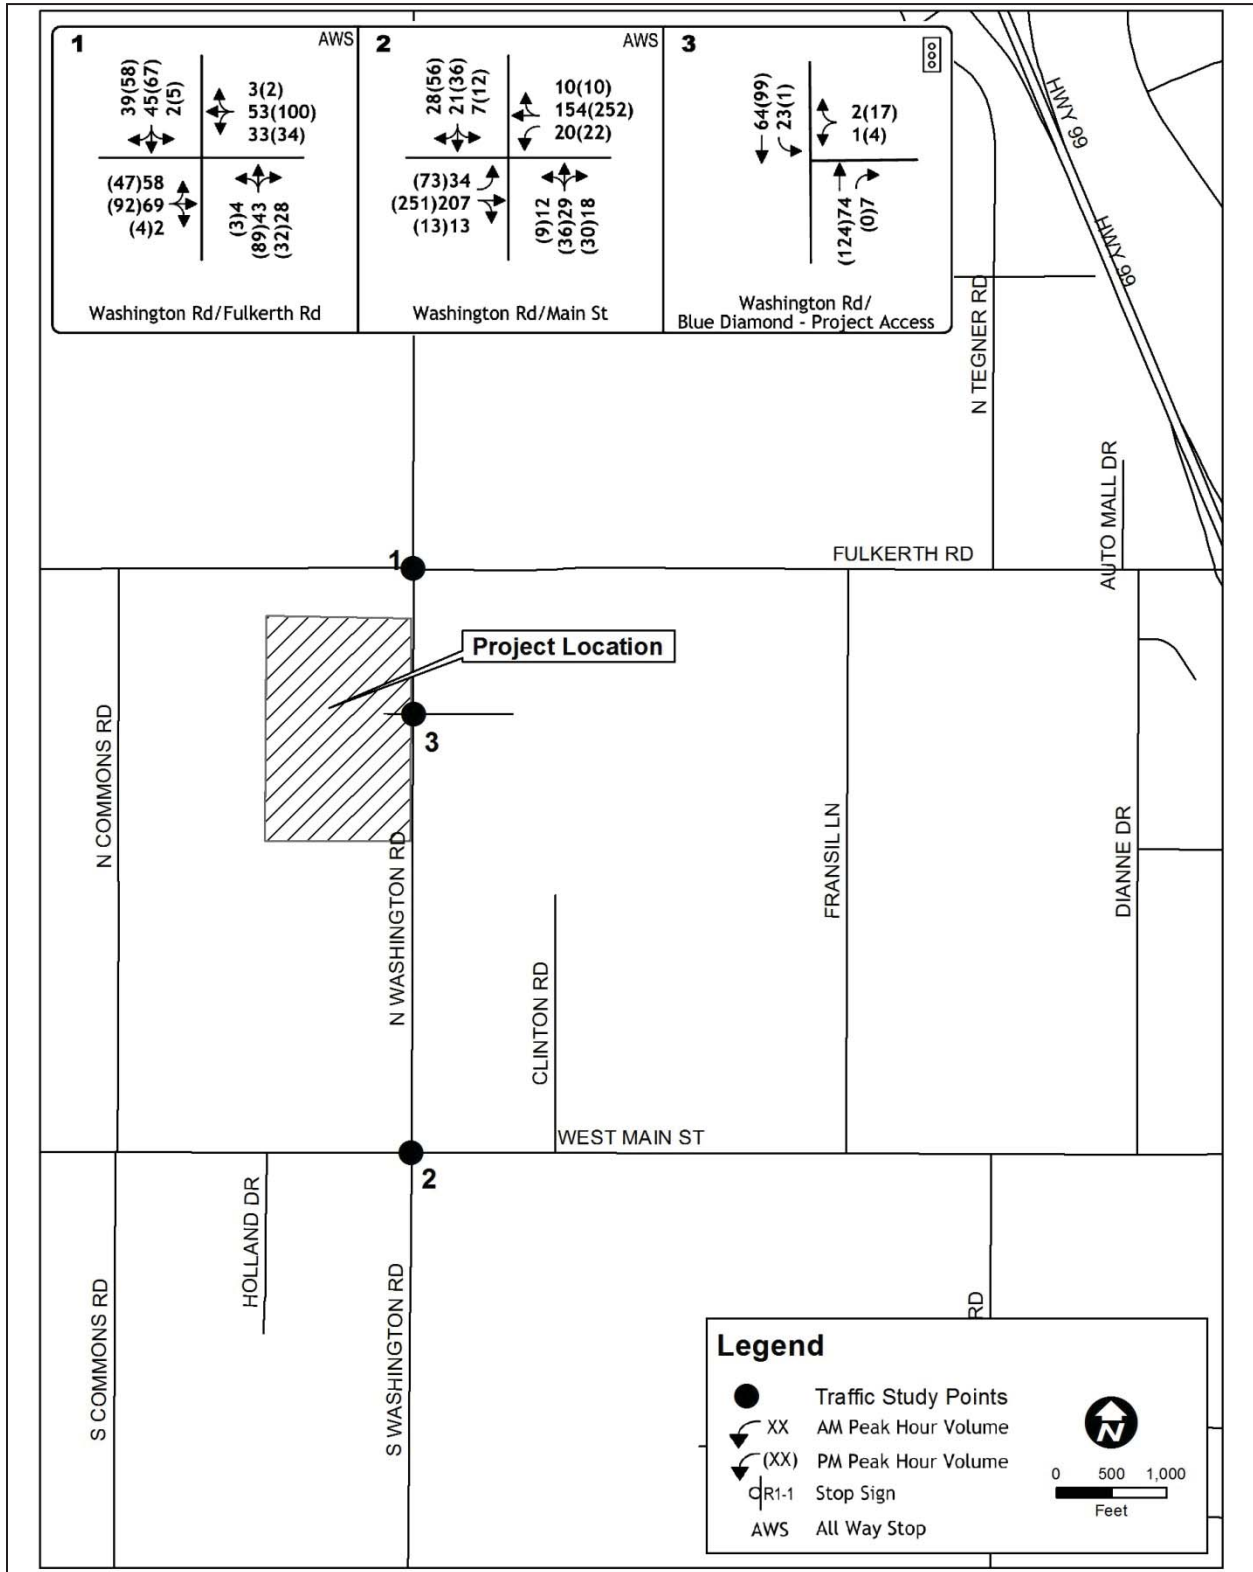 1
AWS
39(58)
45(67)
2(5)
3(2)
53(100)
33(34)
(47)58
(92)69
(4)2
(3)4
(89)43
(32)28
Washington Rd/Fulkerth Rd
2
AWS
28(56)
21(36)
7(12)
10(10)
154(252)
20(22)
(73)34
(251)207
(13)13
(9)12
(36)29
(30)18
Washington Rd/Main St
3
64(99)
23(1)
2(17)
1(4)
(124)74
(0)7
Washington Rd/
Blue Diamond - Project Access
HWY 99
HWY 99
N TEGNER RD
AUTO MALL DR
FULKERTH RD
1
Project Location
3
N COMMONS RD
N WASHINGTON RD
CLINTON RD
FRANSIL LN
DIANNE DR
WEST MAIN ST
2
HOLLAND DR
S COMMONS RD
S WASHINGTON RD
RD
Legend
Traffic Study Points
XX AM Peak Hour Volume
(XX) PM Peak Hour Volume
R1-1 Stop Sign
AWS All Way Stop
N
0 500 1,000
Feet